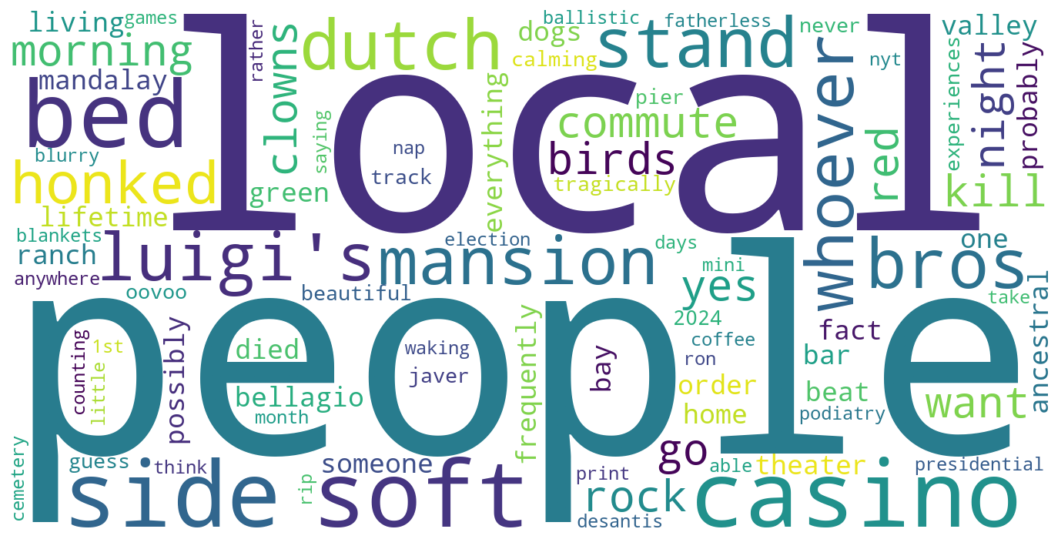 living
games
morning
mandalay
bed
blurry
honked
lifetime
local
rather
clowns
saying
green
dutch
everything
nap
track
ballistic
dogs
calming
stand
fatherless
pier
commute
birds
tragically
never
whoever
nyt
red
valley
experiences
night
probably
kill
blankets
ranch
anywhere
luigi's
oovoo
beautiful
mansion
election
days
mini
yes
2024
bros
one
take
ancestral
people
counting
1st
little
possibly
died
bellagio
month
waking
javer
frequently
bay
coffee
ron
order
home
fact
bar
beat
podiatry
want
cemetery
guess
side
think
rip
someone
soft
print
rock
desantis
go
able
theater
casino
presidential